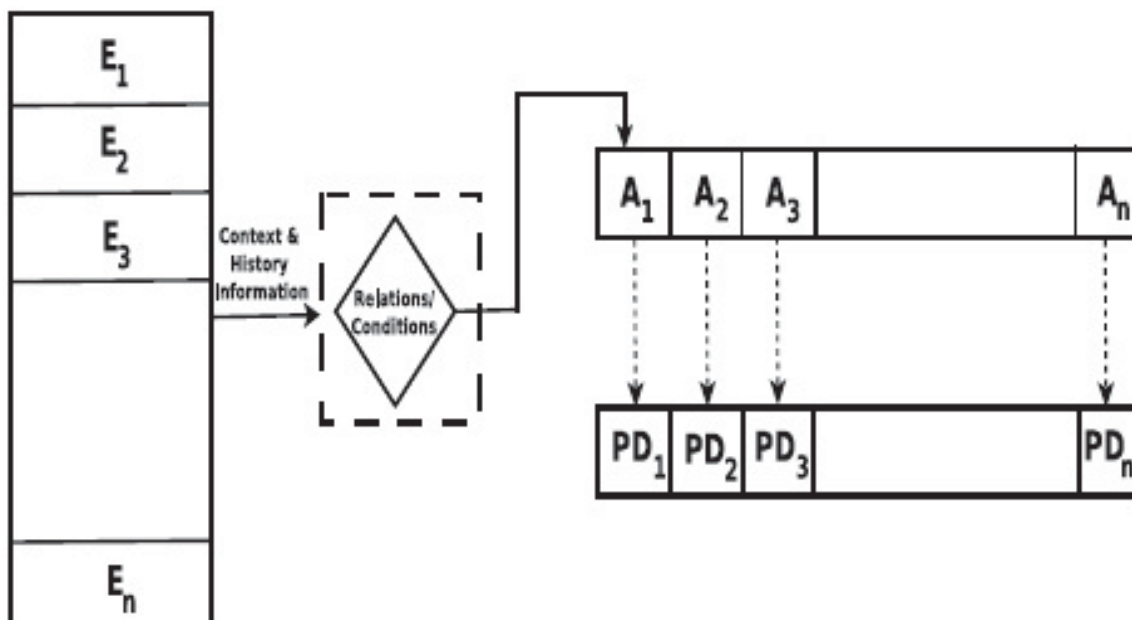 E₁
E₂
E₃
Eₙ
Context &
History
Information
Relations/
Conditions
A₁ A₂ A₃ Aₙ
PD₁ PD₂ PD₃ PDₙ